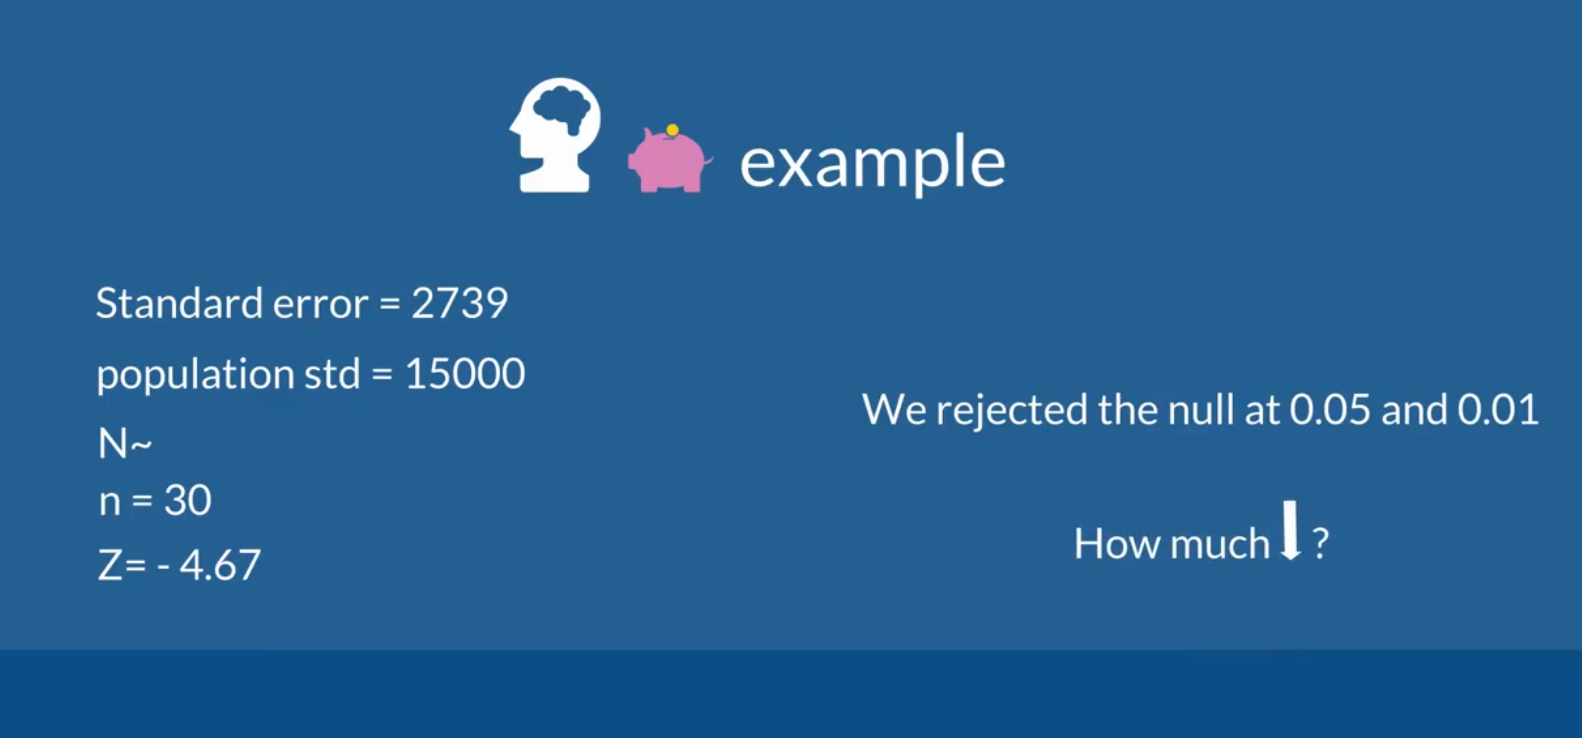 example
Standard error = 2739
population std = 15000
N~
n = 30
Z= - 4.67
We rejected the null at 0.05 and 0.01
How much ?